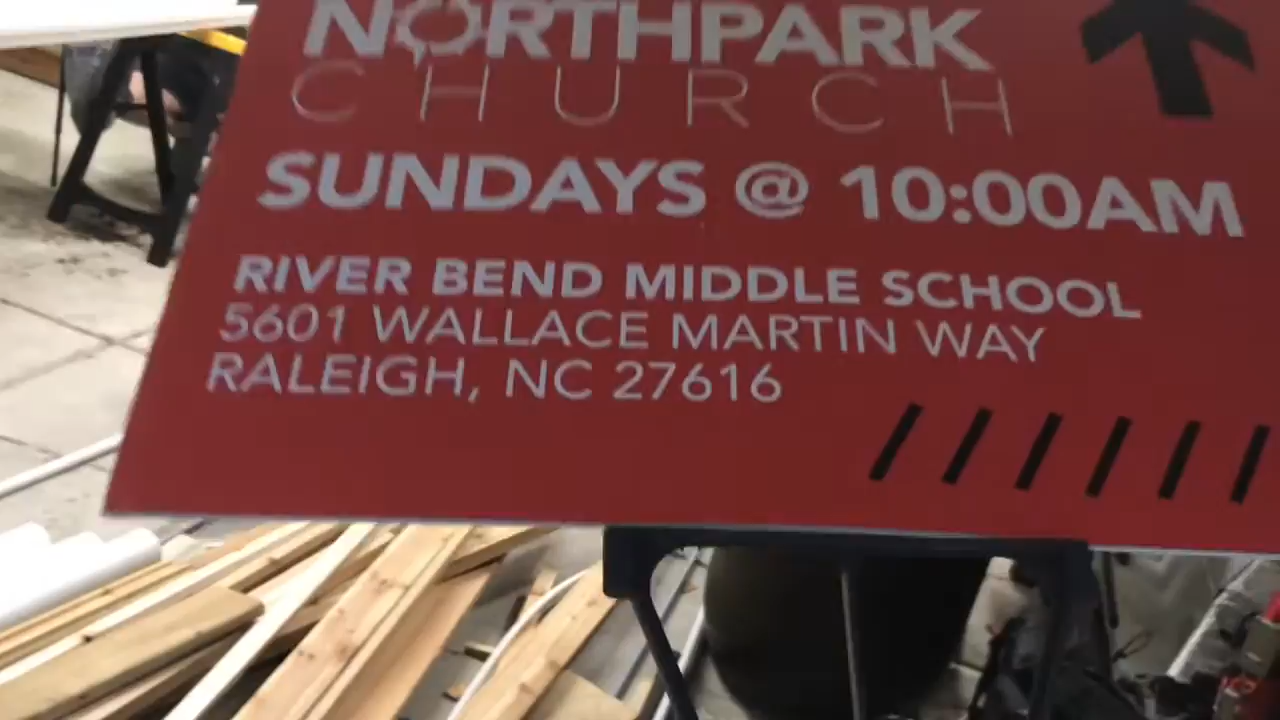 NORTHPARK
CHURCH
SUNDAYS @ 10:00AM
RIVER BEND MIDDLE SCHOOL
5601 WALLACE MARTIN WAY
RALEIGH, NC 27616